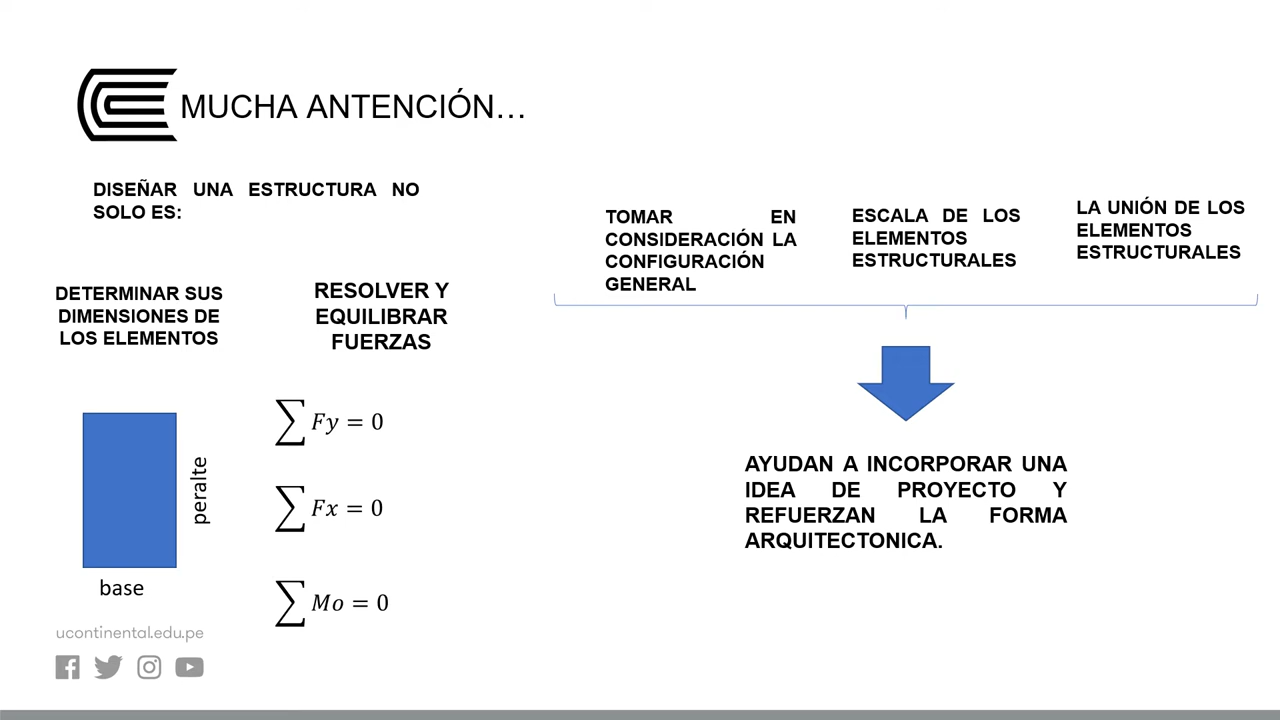 MUCHA ANTENCIÓN...
DISEÑAR UNA ESTRUCTURA NO
SOLO ES:
DETERMINAR SUS
DIMENSIONES DE
LOS ELEMENTOS
peralte
base
RESOLVER Y
EQUILIBRAR
FUERZAS
∑ Fy = 0
∑ Fx = 0
∑ Mo = 0
TOMAR EN
CONSIDERACIÓN LA
CONFIGURACIÓN
GENERAL
ESCALA DE LOS
ELEMENTOS
ESTRUCTURALES
LA UNIÓN DE LOS
ELEMENTOS
ESTRUCTURALES
AYUDAN A INCORPORAR UNA
IDEA DE PROYECTO Y
REFUERZAN LA FORMA
ARQUITECTONICA.
ucontinental.edu.pe